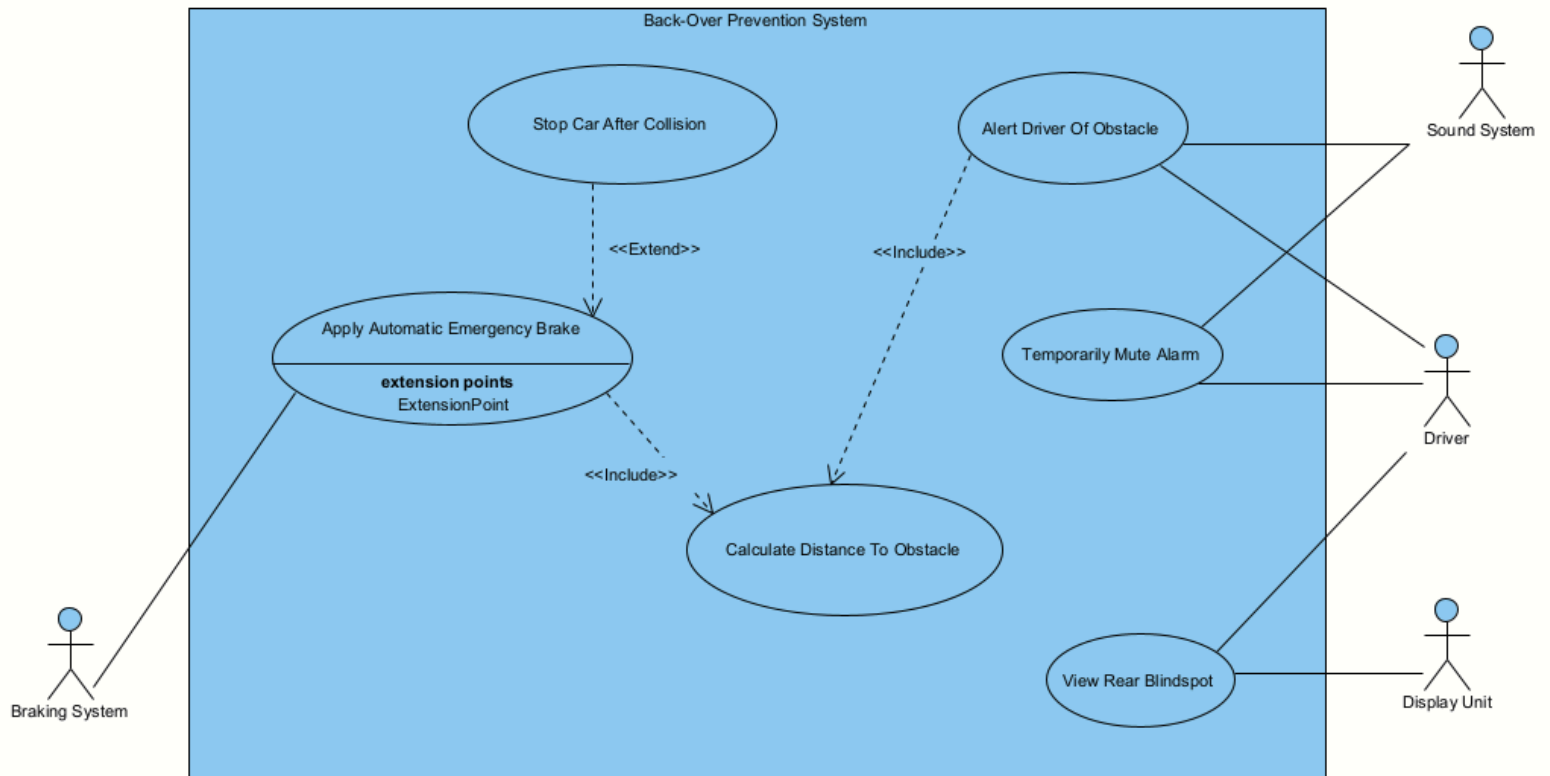 Back-Over Prevention System
Stop Car After Collision
Alert Driver Of Obstacle
Sound System
<<Extend>>
<<Include>>
Apply Automatic Emergency Brake
extension points
ExtensionPoint
Temporarily Mute Alarm
Driver
<<Include>>
Calculate Distance To Obstacle
View Rear Blindspot
Display Unit
Braking System